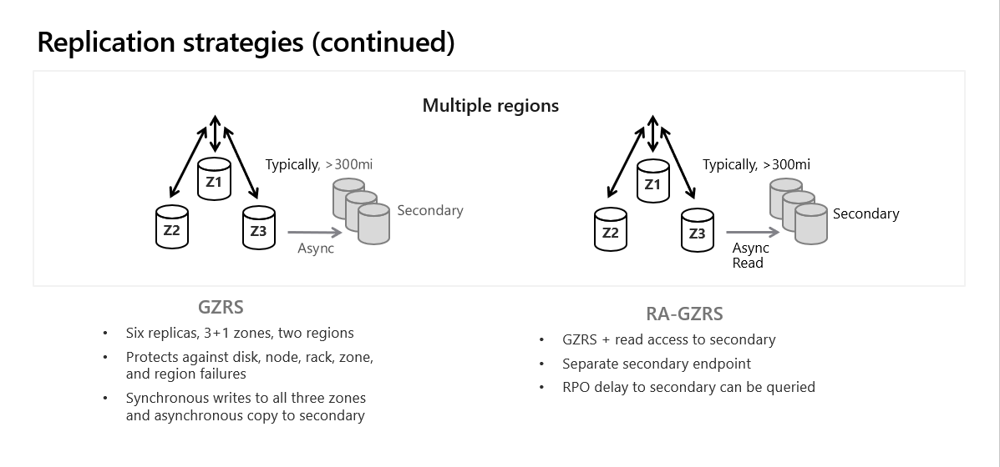 Replication strategies (continued)
Multiple regions
Typically, >300mi
Z1
Z2
Z3
Secondary
Async
Typically, >300mi
Z1
Z2
Z3
Secondary
Async
Read
GZRS
• Six replicas, 3+1 zones, two regions
• Protects against disk, node, rack, zone,
and region failures
• Synchronous writes to all three zones
and asynchronous copy to secondary
RA-GZRS
• GZRS + read access to secondary
• Separate secondary endpoint
• RPO delay to secondary can be queried